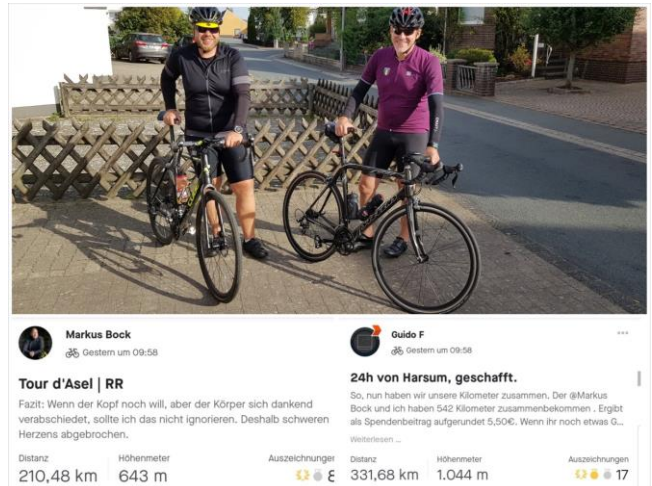 Markus Bock
Gestern um 09:58
Tour d'Asel | RR
Fazit: Wenn der Kopf noch will, aber der Körper sich dankend
verabschiedet, sollte ich das nicht ignorieren. Deshalb schweren
Herzens abgebrochen.
Distanz
Höhenmeter
Auszeichnungen
210,48 km
643 m
Guido F
Gestern um 09:58
24h von Harsum, geschafft.
So, nun haben wir unsere Kilometer zusammen. Der @Markus
Bock und ich haben 542 Kilometer zusammenbekommen . Ergibt
als Spendenbeitrag aufgerundet 5,50€. Wenn ihr noch etwas G...
Weiterlesen ...
Distanz
Höhenmeter
Auszeichnungen
331,68 km
1.044 m
17